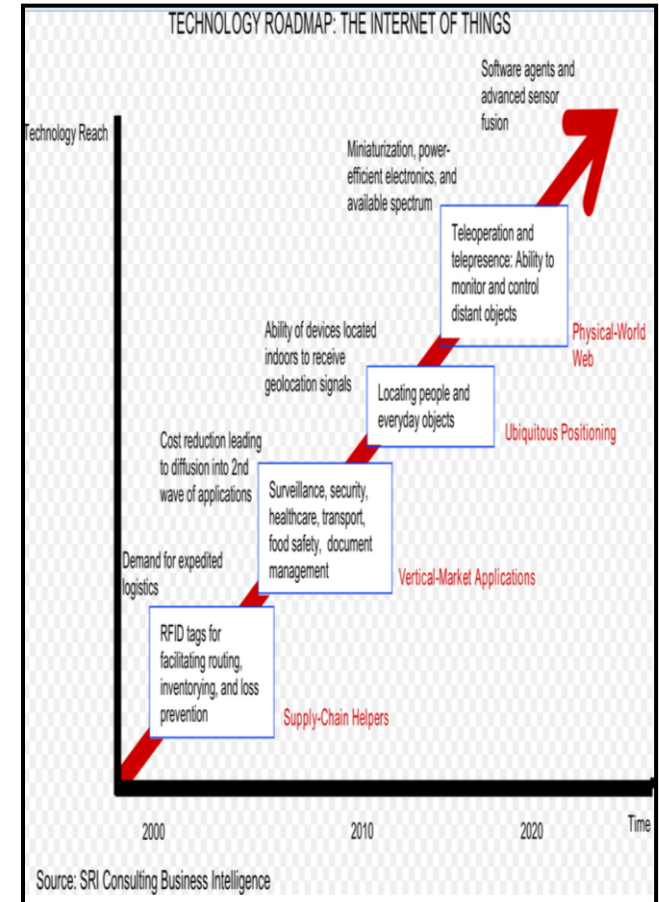 TECHNOLOGY ROADMAP: THE INTERNET OF THINGS
Software agents and
advanced sensor
fusion
Technology Reach
Miniaturization, power-
efficient electronics, and
available spectrum
Teleoperation and
telepresence: Ability to
monitor and control
distant objects
Physical-World
Web
Ability of devices located
indoors to receive
geolocation signals
Locating people and
everyday objects
Ubiquitous Positioning
Cost reduction leading
to diffusion into 2nd
wave of applications
Surveillance, security,
healthcare, transport,
food safety, document
management
Vertical-Market Applications
Demand for expedited
logistics
RFID tags for
facilitating routing,
inventorying, and loss
prevention
Supply-Chain Helpers
2000 2010 2020 Time
Source: SRI Consulting Business Intelligence